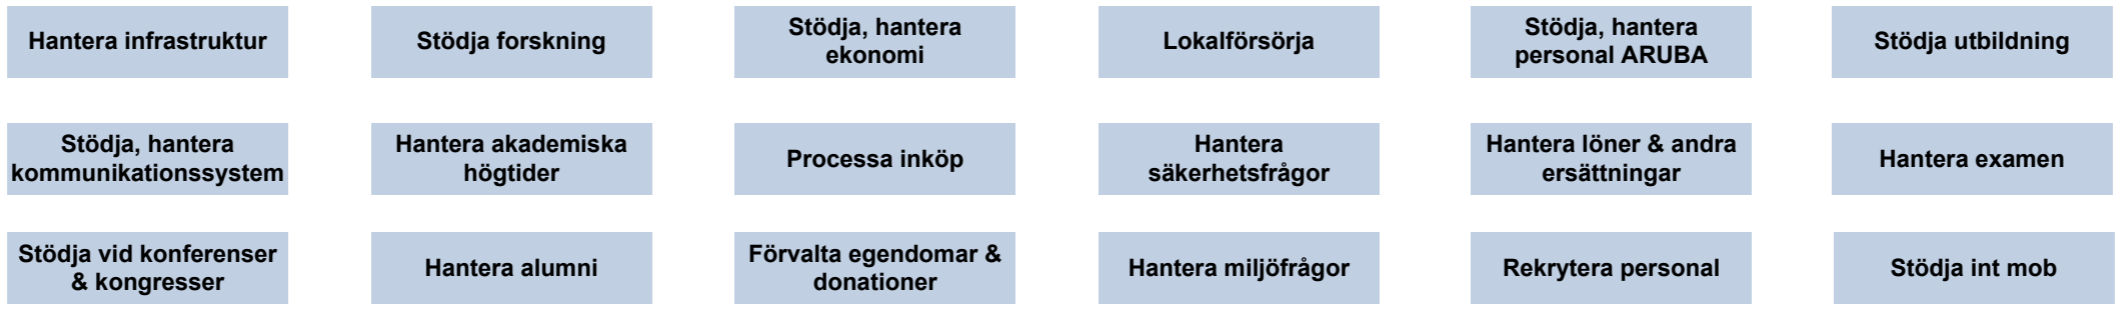 Hantera infrastruktur
Stödja forskning
Stödja, hantera
ekonomi
Lokalförsörja
Stödja, hantera
personal ARUBA
Stödja utbildning
Stödja, hantera
kommunikationssystem
Hantera akademiska
högtider
Processa inköp
Hantera
säkerhetsfrågor
Hantera löner & andra
ersättningar
Hantera examen
Stödja vid konferenser
& kongresser
Hantera alumni
Förvalta egendomar &
donationer
Hantera miljöfrågor
Rekrytera personal
Stödja int mob